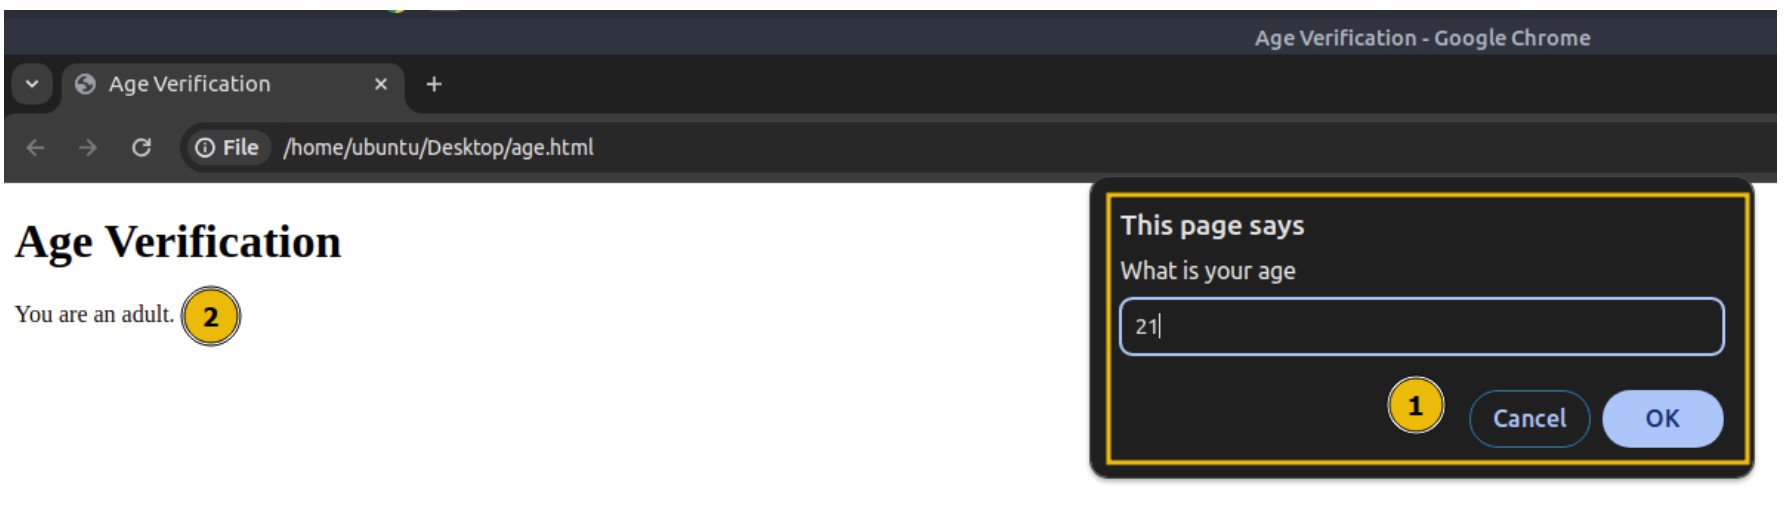 Age Verification - Google Chrome
Age Verification
File /home/ubuntu/Desktop/age.html
Age Verification
You are an adult. 2
This page says
What is your age
21
1 Cancel OK